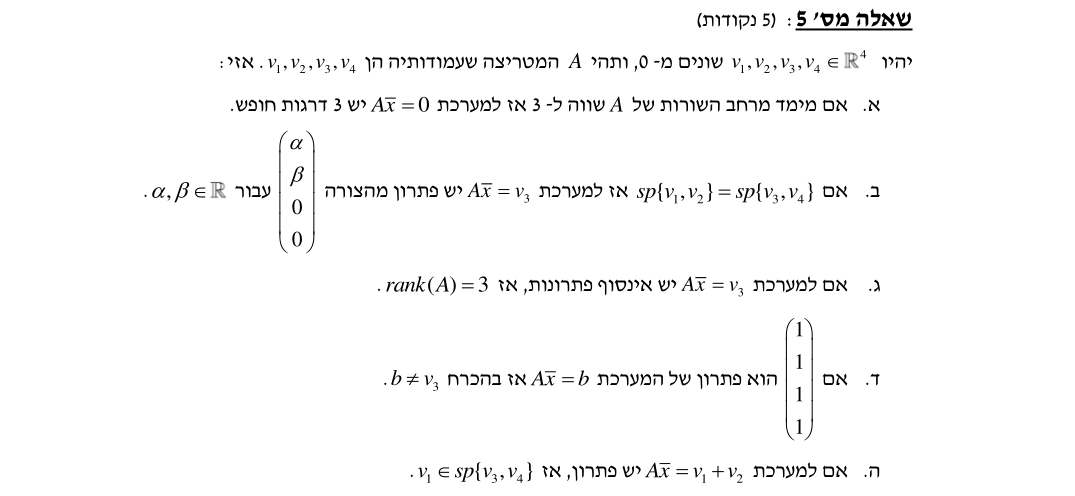 שאלה מס' 5 : (5 נקודות)
יהיו v₁,v₂,v₃,v₄ ∈ ℝ⁴ שונים מ- 0, ותהי A המטריצה שעמודותיה הן v₁,v₂,v₃,v₄ . אזי :
א. אם מימד מרחב השורות של A שווה ל- 3 אז למערכת Ax̅ = 0 יש 3 דרגות חופש.
ב. אם sp{v₁,v₂} = sp{v₃,v₄} אז למערכת Ax̅ = v₃ יש פתרון מהצורה (α β 0 0) עבור α, β ∈ ℝ .
ג. אם למערכת Ax̅ = v₃ יש אינסוף פתרונות, אז rank(A) = 3 .
ד. אם (1 1 1 1) הוא פתרון של המערכת Ax̅ = b אז בהכרח b ≠ v₃ .
ה. אם למערכת Ax̅ = v₁ + v₂ יש פתרון, אז v₁ ∈ sp{v₃,v₄} .